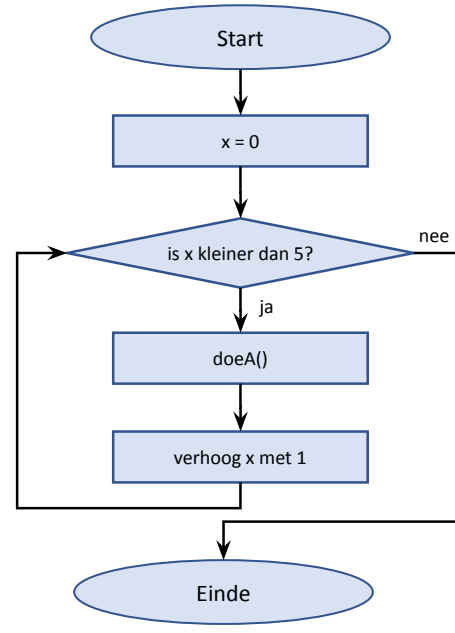 Start
x = 0
is x kleiner dan 5?
nee
ja
doeA()
verhoog x met 1
Einde